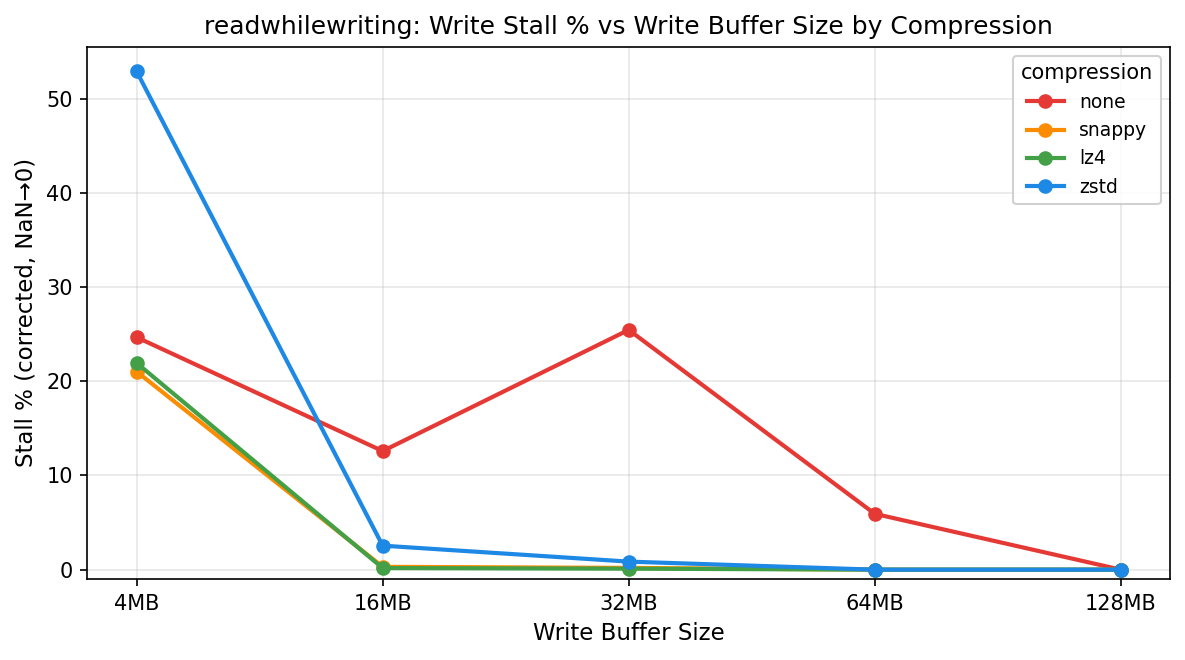 readwhilewriting: Write Stall % vs Write Buffer Size by Compression
Stall % (corrected, NaN→0)
50
40
30
20
10
0
compression
none
snappy
lz4
zstd
4MB 16MB 32MB 64MB 128MB
Write Buffer Size